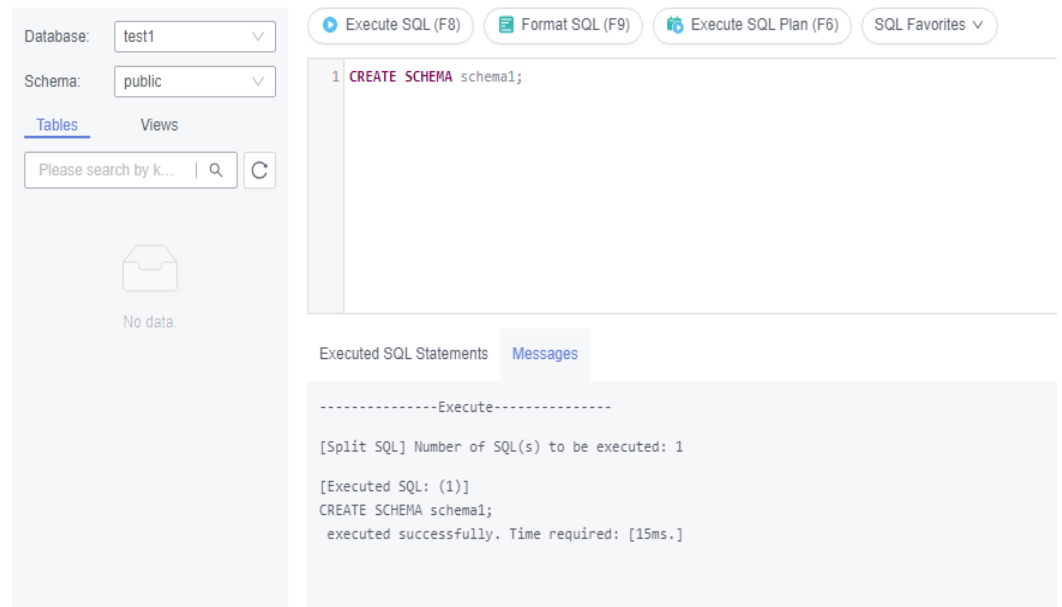 Database: test1
Schema: public
Tables Views
Please search by k...
No data.
Execute SQL (F8) Format SQL (F9) Execute SQL Plan (F6) SQL Favorites
1 CREATE SCHEMA schema1;
Executed SQL Statements Messages
---------------Execute---------------
[Split SQL] Number of SQL(s) to be executed: 1
[Executed SQL: (1)]
CREATE SCHEMA schema1;
executed successfully. Time required: [15ms.]